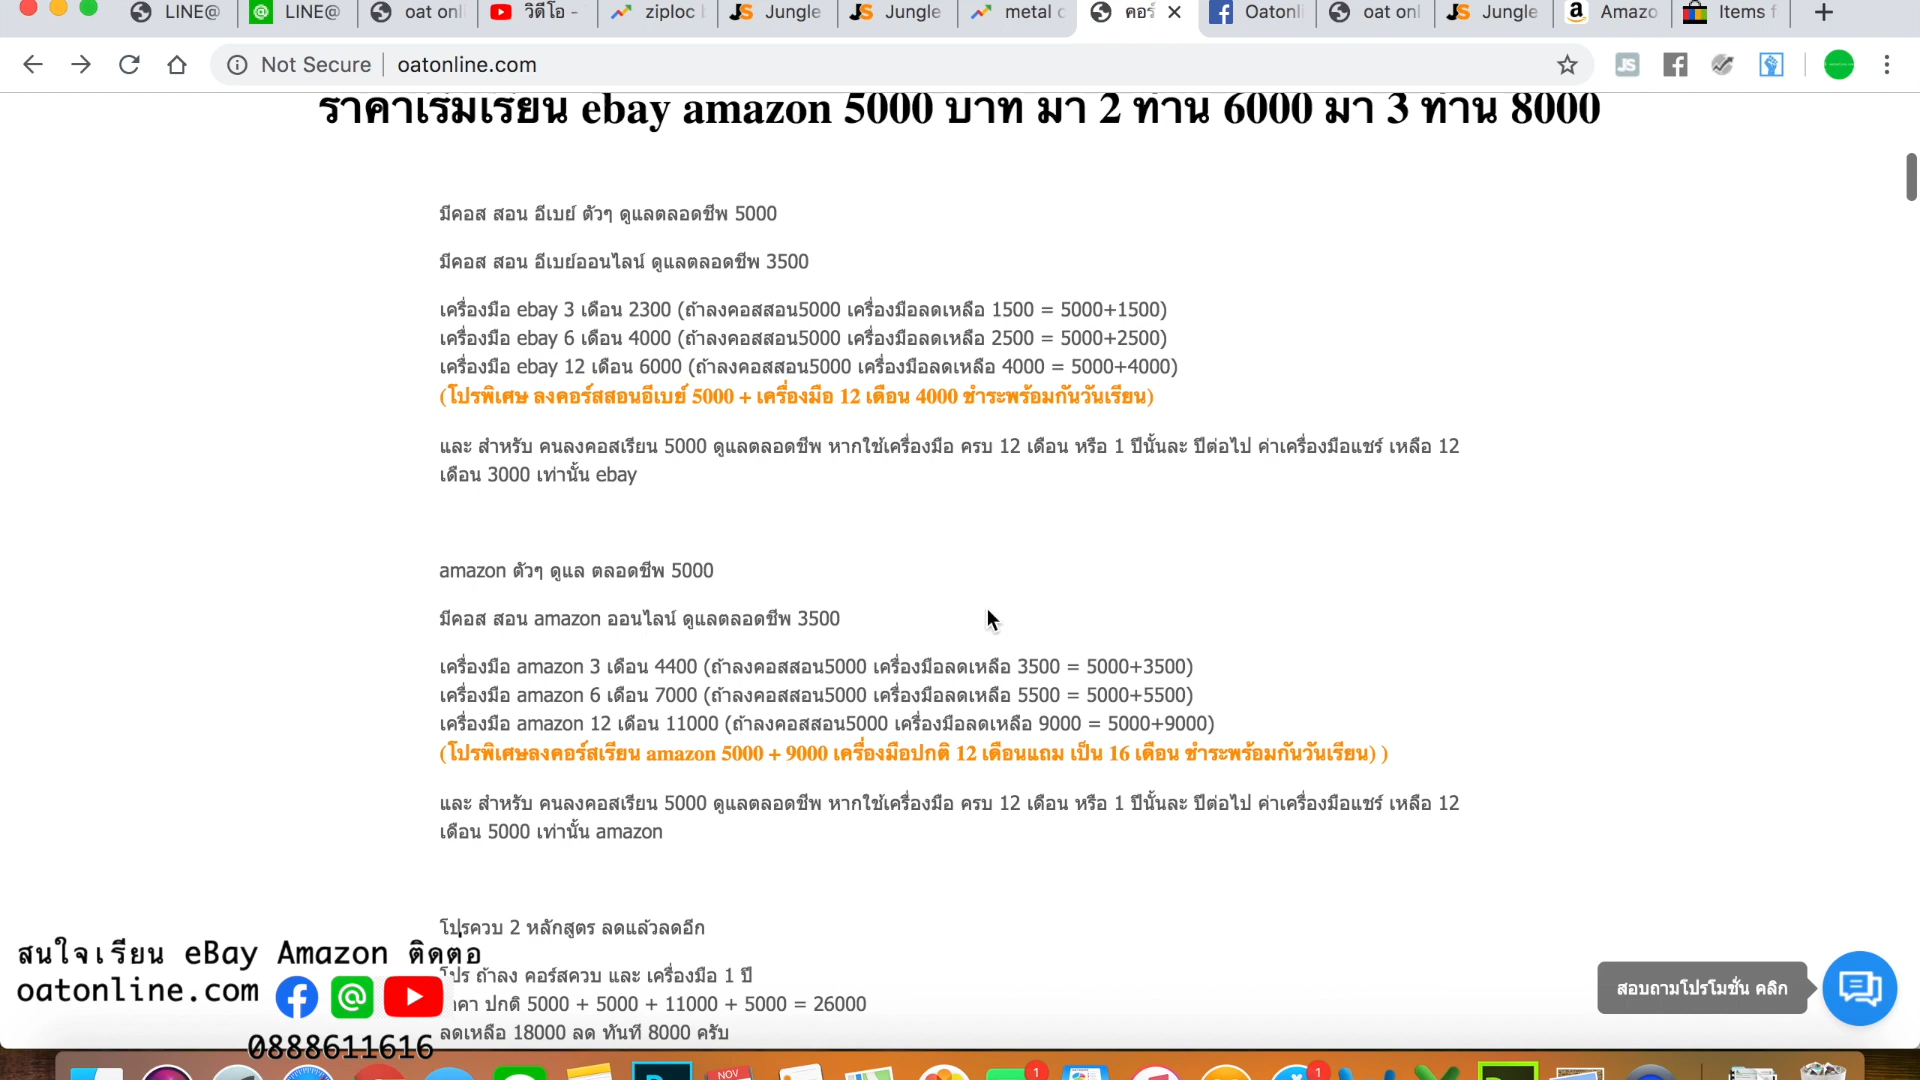 LINE@
LINE@
oat onl
วิดีโอ -
ziploc
Jungle
Jungle
metal c
คอร์
Oatonli
oat onl
Jungle
Amazo
Items f
Not Secure
oatonline.com
ราคาเริ่มเรียน ebay amazon 5000 บาท มา 2 ท่าน 6000 มา 3 ท่าน 8000
มีคอส สอน อีเบย์ ตัวๆ ดูแลตลอดชีพ 5000
มีคอส สอน อีเบย์ออนไลน์ ดูแลตลอดชีพ 3500
เครื่องมือ ebay 3 เดือน 2300 (ถ้าลงคอสสอน5000 เครื่องมือลดเหลือ 1500 = 5000+1500)
เครื่องมือ ebay 6 เดือน 4000 (ถ้าลงคอสสอน5000 เครื่องมือลดเหลือ 2500 = 5000+2500)
เครื่องมือ ebay 12 เดือน 6000 (ถ้าลงคอสสอน5000 เครื่องมือลดเหลือ 4000 = 5000+4000)
(โปรพิเศษ ลงคอร์สสอนอีเบย์ 5000 + เครื่องมือ 12 เดือน 4000 ชำระพร้อมกันวันเรียน)
และ สำหรับ คนลงคอสเรียน 5000 ดูแลตลอดชีพ หากใช้เครื่องมือ ครบ 12 เดือน หรือ 1 ปีนั้นละ ปีต่อไป ค่าเครื่องมือแชร์ เหลือ 12
เดือน 3000 เท่านั้น ebay
amazon ตัวๆ ดูแล ตลอดชีพ 5000
มีคอส สอน amazon ออนไลน์ ดูแลตลอดชีพ 3500
เครื่องมือ amazon 3 เดือน 4400 (ถ้าลงคอสสอน5000 เครื่องมือลดเหลือ 3500 = 5000+3500)
เครื่องมือ amazon 6 เดือน 7000 (ถ้าลงคอสสอน5000 เครื่องมือลดเหลือ 5500 = 5000+5500)
เครื่องมือ amazon 12 เดือน 11000 (ถ้าลงคอสสอน5000 เครื่องมือลดเหลือ 9000 = 5000+9000)
(โปรพิเศษลงคอร์สเรียน amazon 5000 + 9000 เครื่องมือปกติ 12 เดือนแถม เป็น 16 เดือน ชำระพร้อมกันวันเรียน) )
และ สำหรับ คนลงคอสเรียน 5000 ดูแลตลอดชีพ หากใช้เครื่องมือ ครบ 12 เดือน หรือ 1 ปีนั้นละ ปีต่อไป ค่าเครื่องมือแชร์ เหลือ 12
เดือน 5000 เท่านั้น amazon
โปรควบ 2 หลักสูตร ลดแล้วลดอีก
โปร ถ้าลง คอร์สควบ และ เครื่องมือ 1 ปี
ราคา ปกติ 5000 + 5000 + 11000 + 5000 = 26000
ลดเหลือ 18000 ลด ทันที 8000 ครับ
สนใจเรียน eBay Amazon ติดต่อ
oatonline.com
0888611616
สอบถามโปรโมชั่น คลิก
NOV
1
1